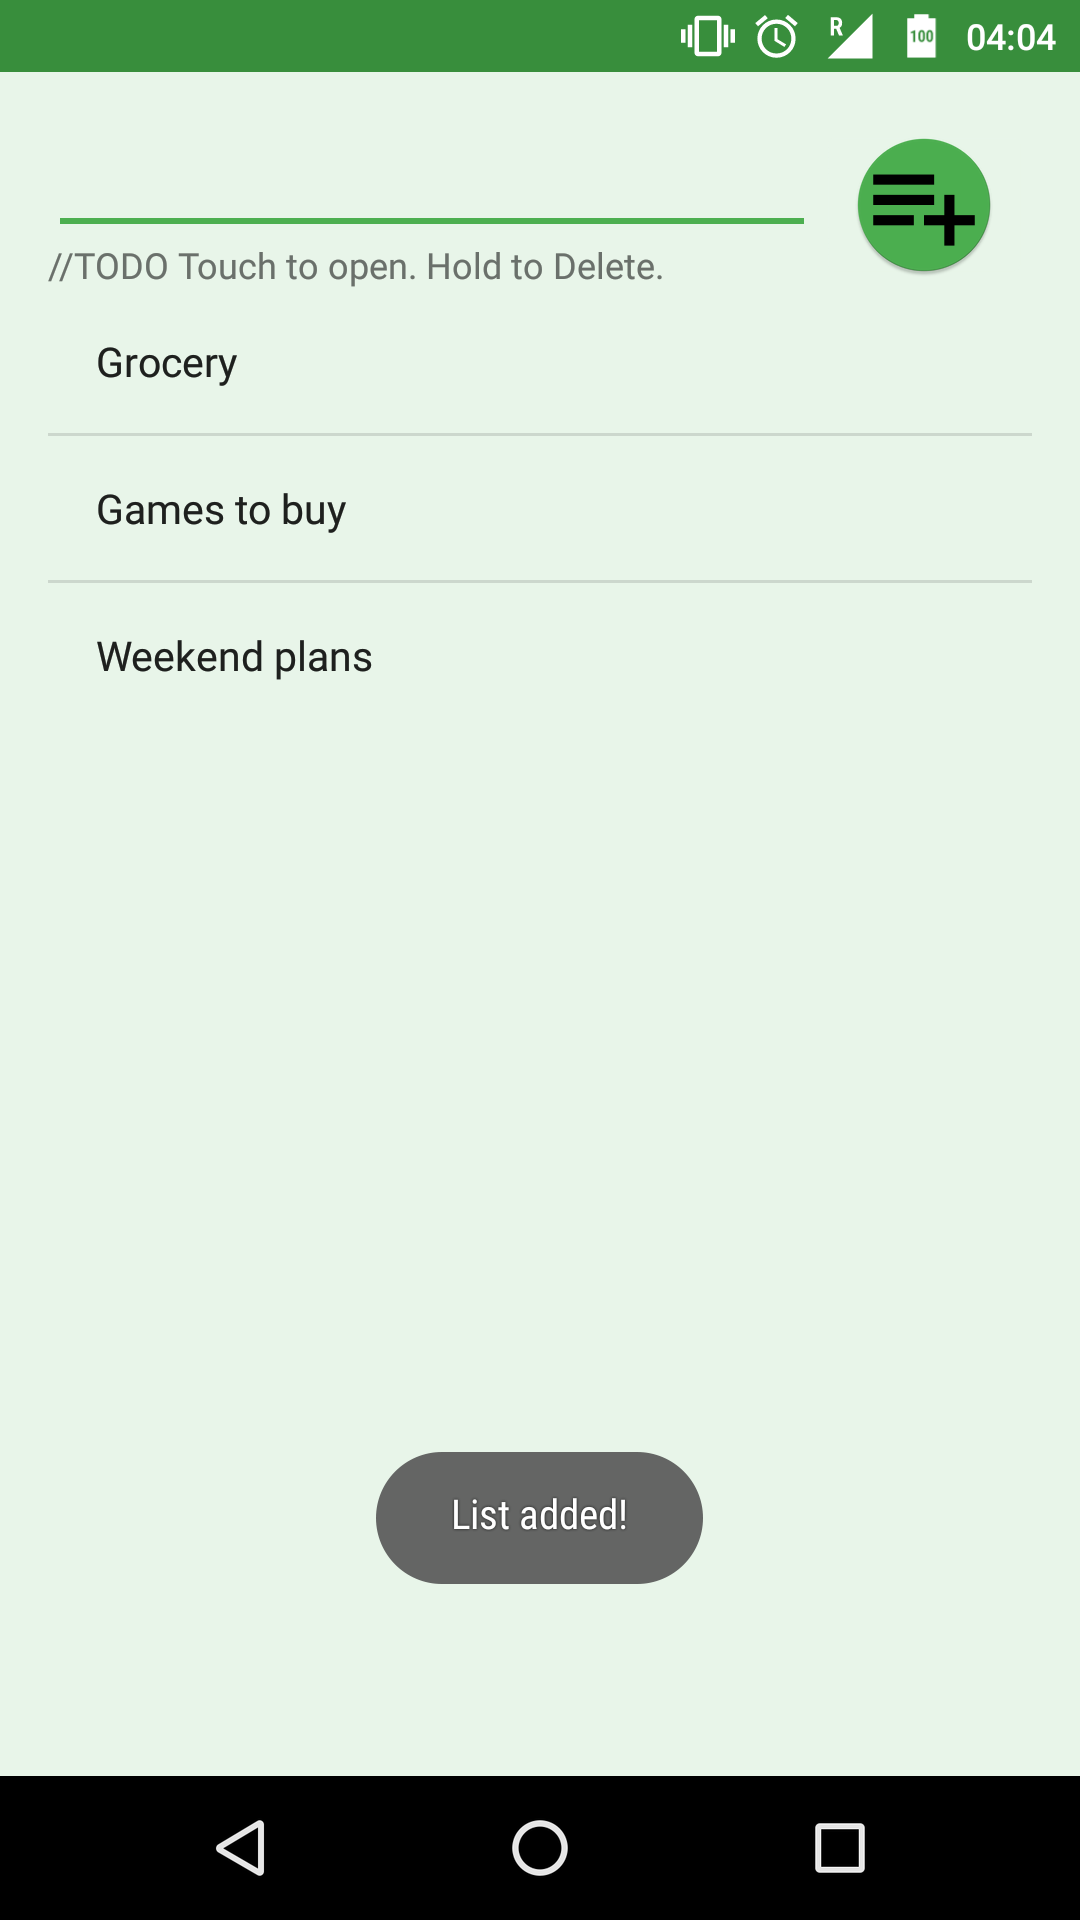 R 100 04:04
//TODO Touch to open. Hold to Delete.
Grocery
Games to buy
Weekend plans
List added!